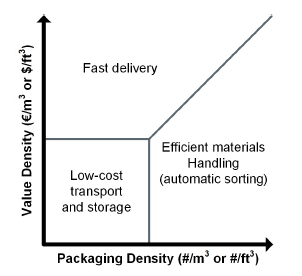 Value Density (€/m³ or $/ft³)
Fast delivery
Low-cost
transport
and storage
Efficient materials
Handling
(automatic sorting)
Packaging Density (#/m³ or #/ft³)